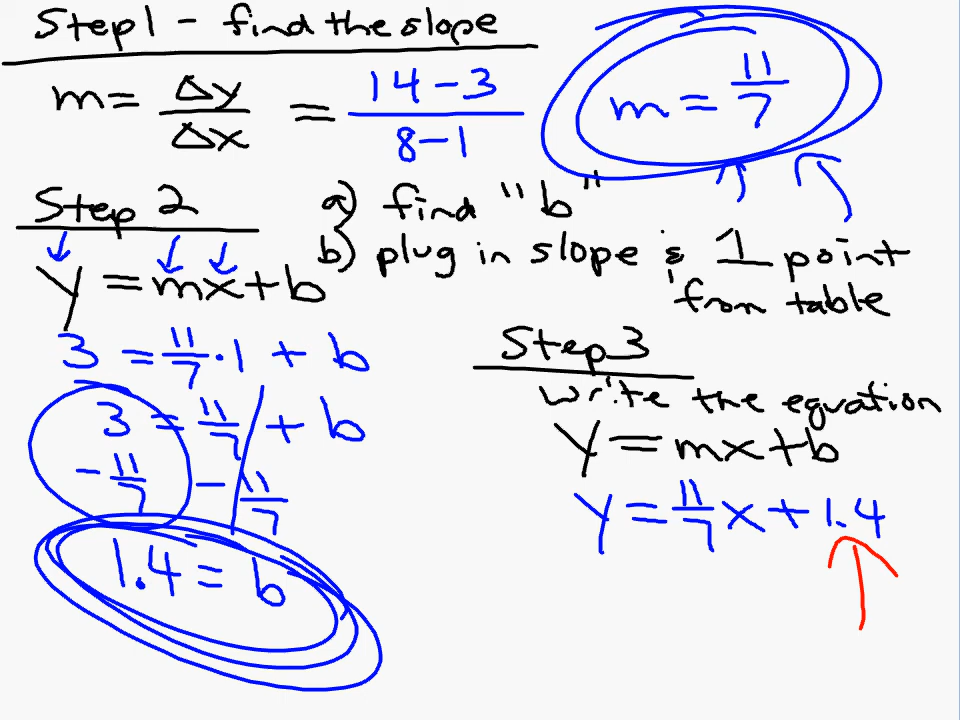 Step 1 - find the slope
m = Δy/Δx = 14-3/8-1
m = 11/7
Step 2
a) find "b"
b) plug in slope & 1 point
from table
y = mx + b
3 = 11/7 · 1 + b
3 = 11/7 + b
- 11/7 - 11/7
1.4 = b
Step 3
write the equation
y = mx + b
y = 11/7 x + 1.4